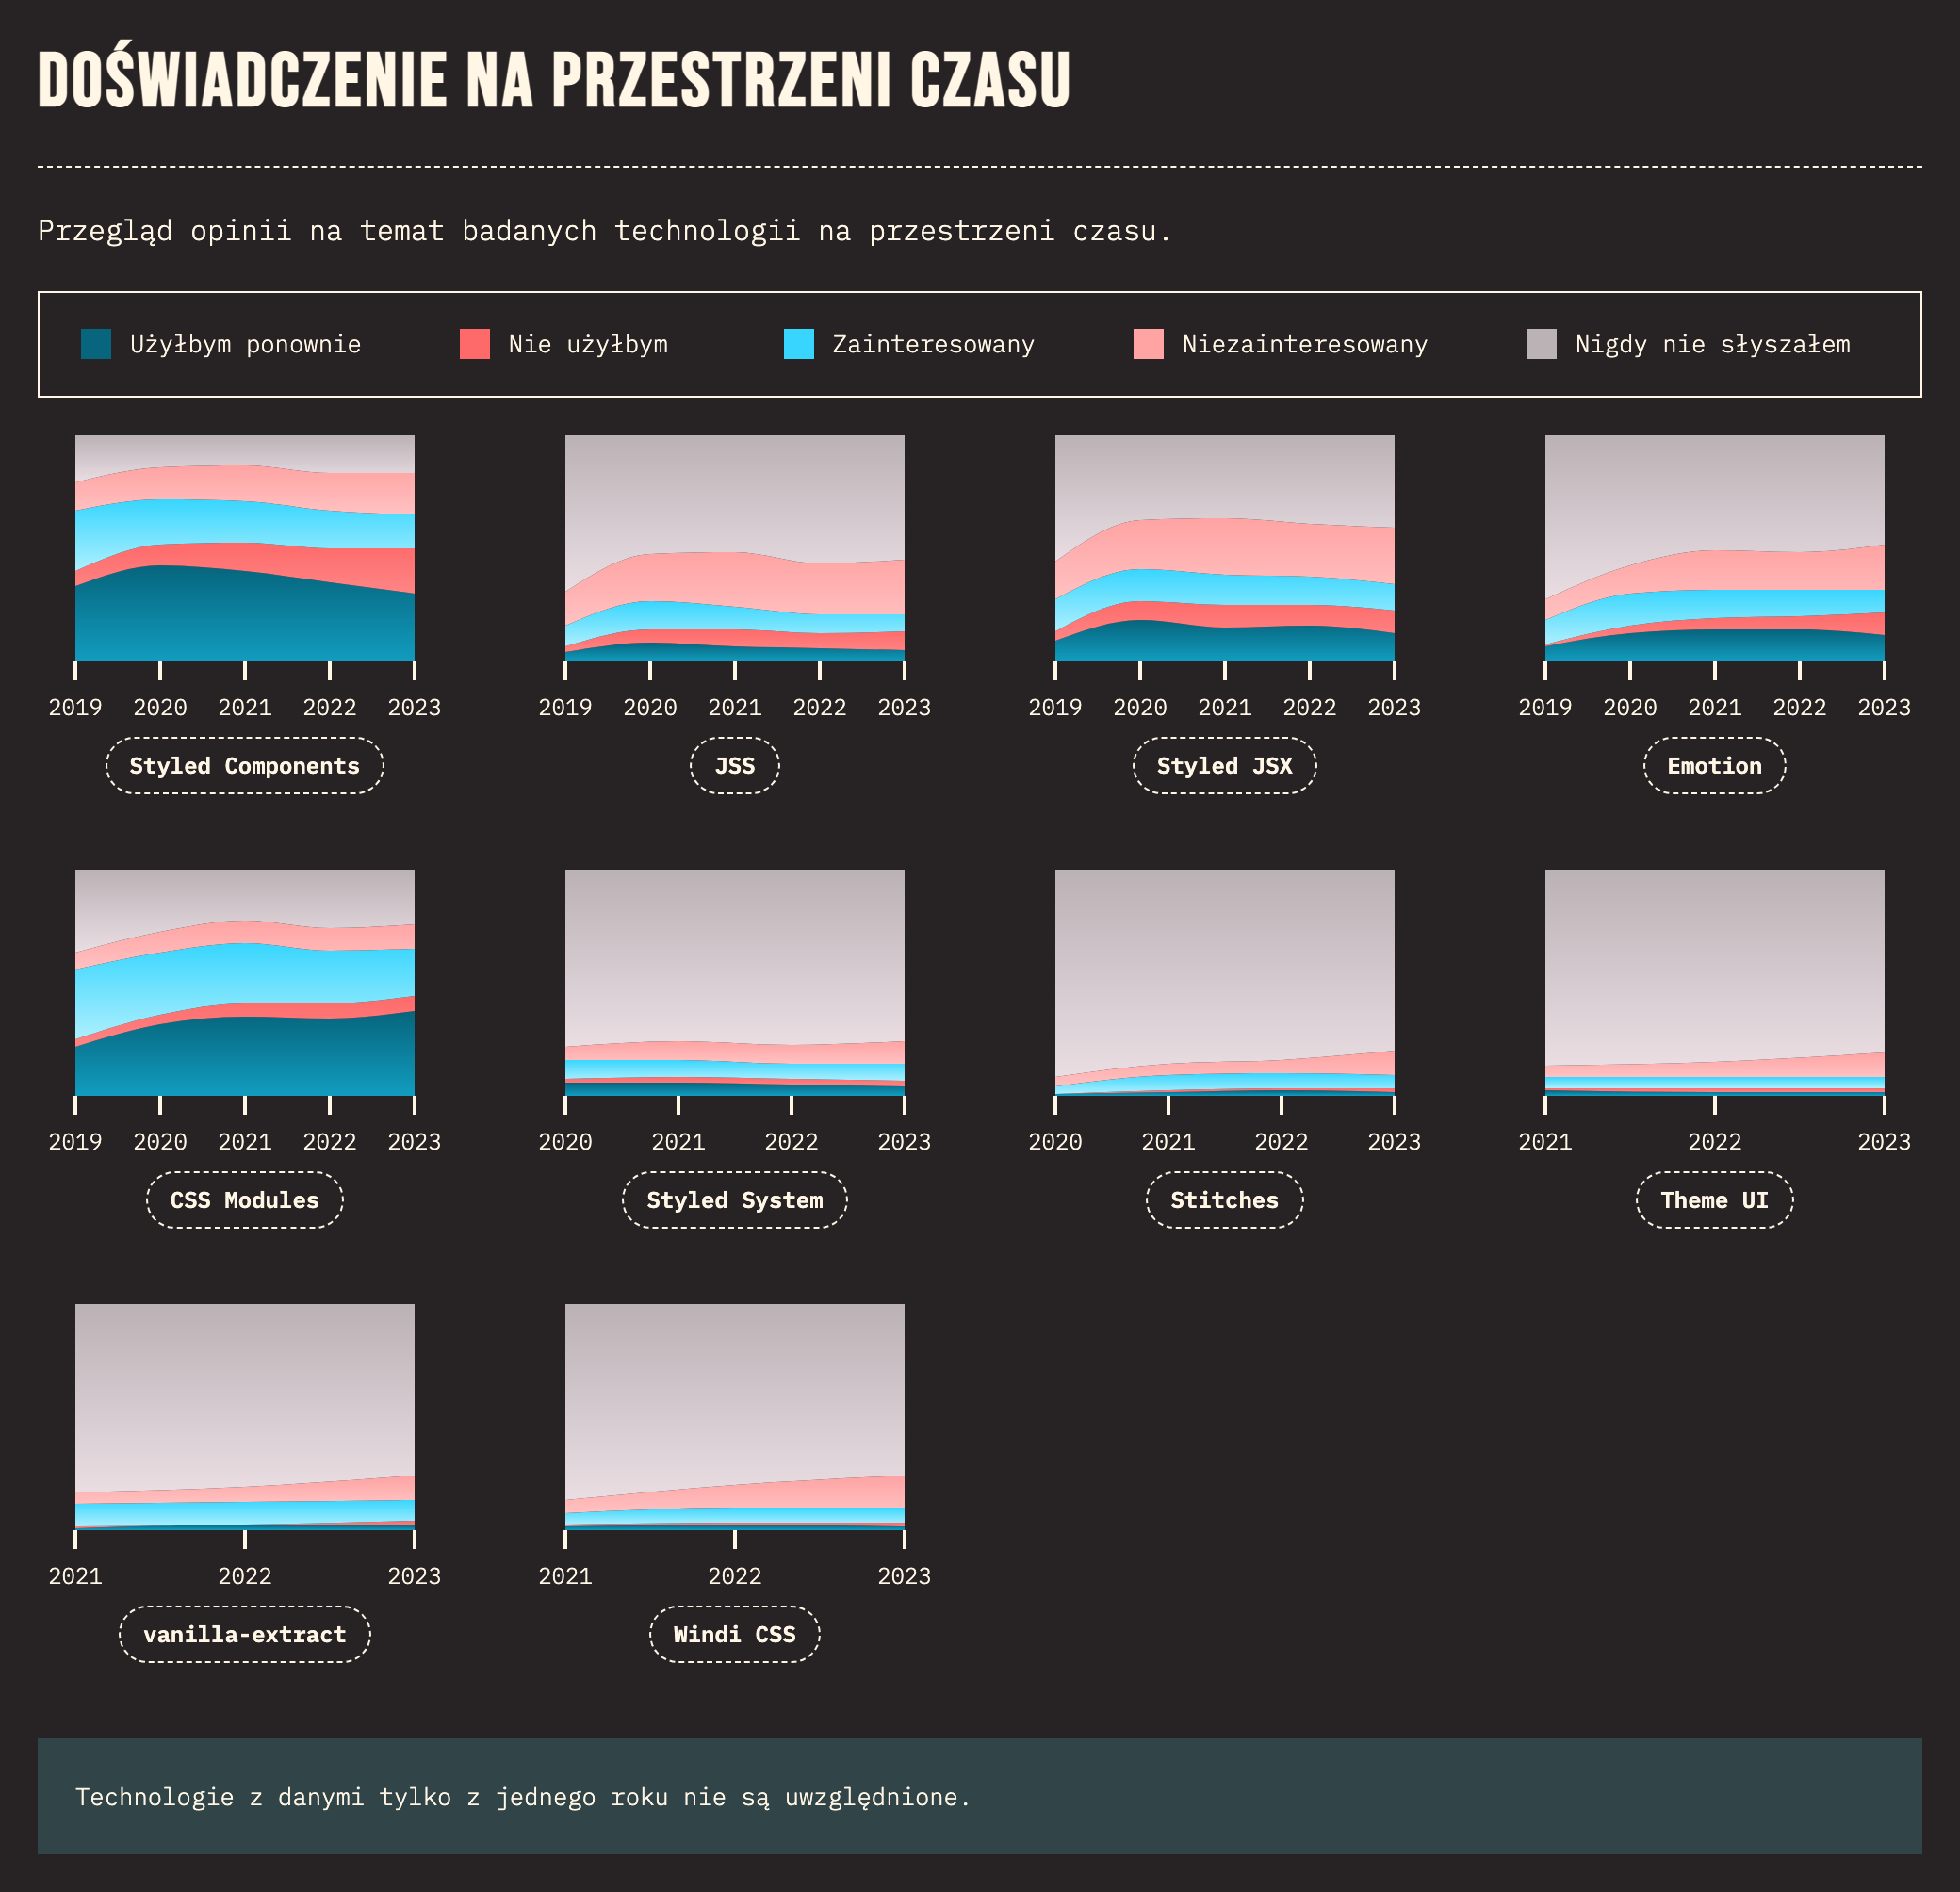 DOŚWIADCZENIE NA PRZESTRZENI CZASU
Przegląd opinii na temat badanych technologii na przestrzeni czasu.
Użyłbym ponownie Nie użyłbym Zainteresowany Niezainteresowany Nigdy nie słyszałem
2019 2020 2021 2022 2023 2019 2020 2021 2022 2023 2019 2020 2021 2022 2023 2019 2020 2021 2022 2023
Styled Components JSS Styled JSX Emotion
2019 2020 2021 2022 2023 2020 2021 2022 2023 2020 2021 2022 2023 2021 2022 2023
CSS Modules Styled System Stitches Theme UI
2021 2022 2023 2021 2022 2023
vanilla-extract Windi CSS
Technologie z danymi tylko z jednego roku nie są uwzględnione.